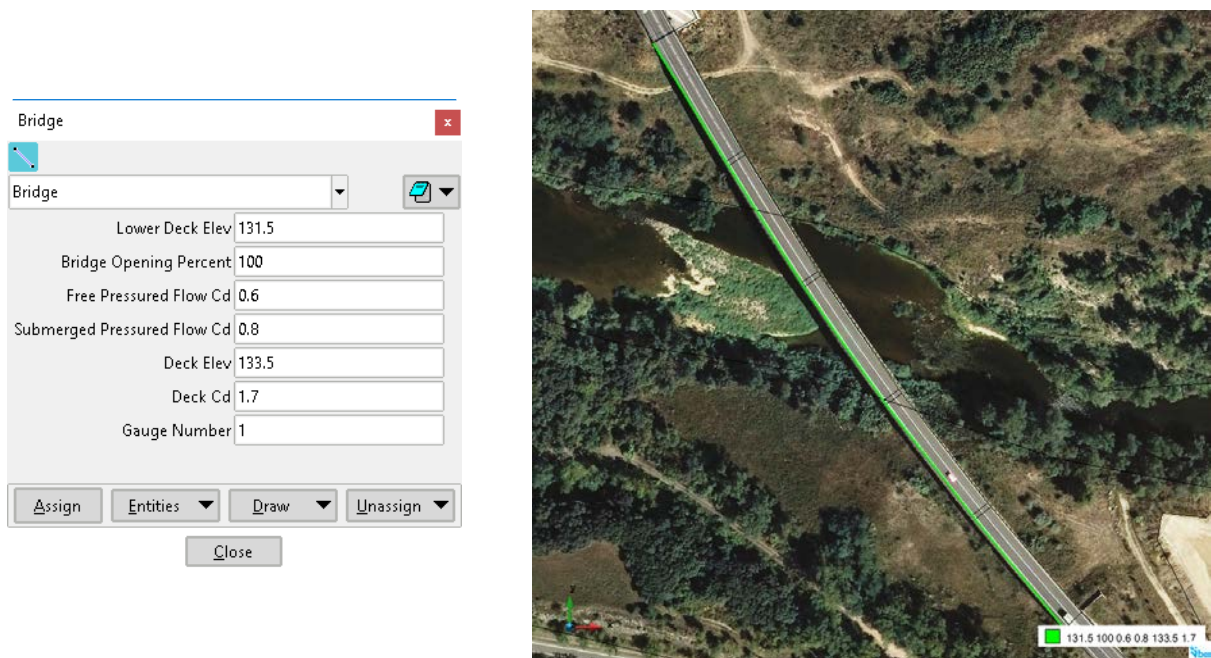 Bridge
x
Bridge
Lower Deck Elev 131.5
Bridge Opening Percent 100
Free Pressured Flow Cd 0.6
Submerged Pressured Flow Cd 0.8
Deck Elev 133.5
Deck Cd 1.7
Gauge Number 1
Assign Entities Draw Unassign
Close
131.5 100 0.6 0.8 133.5 1.7